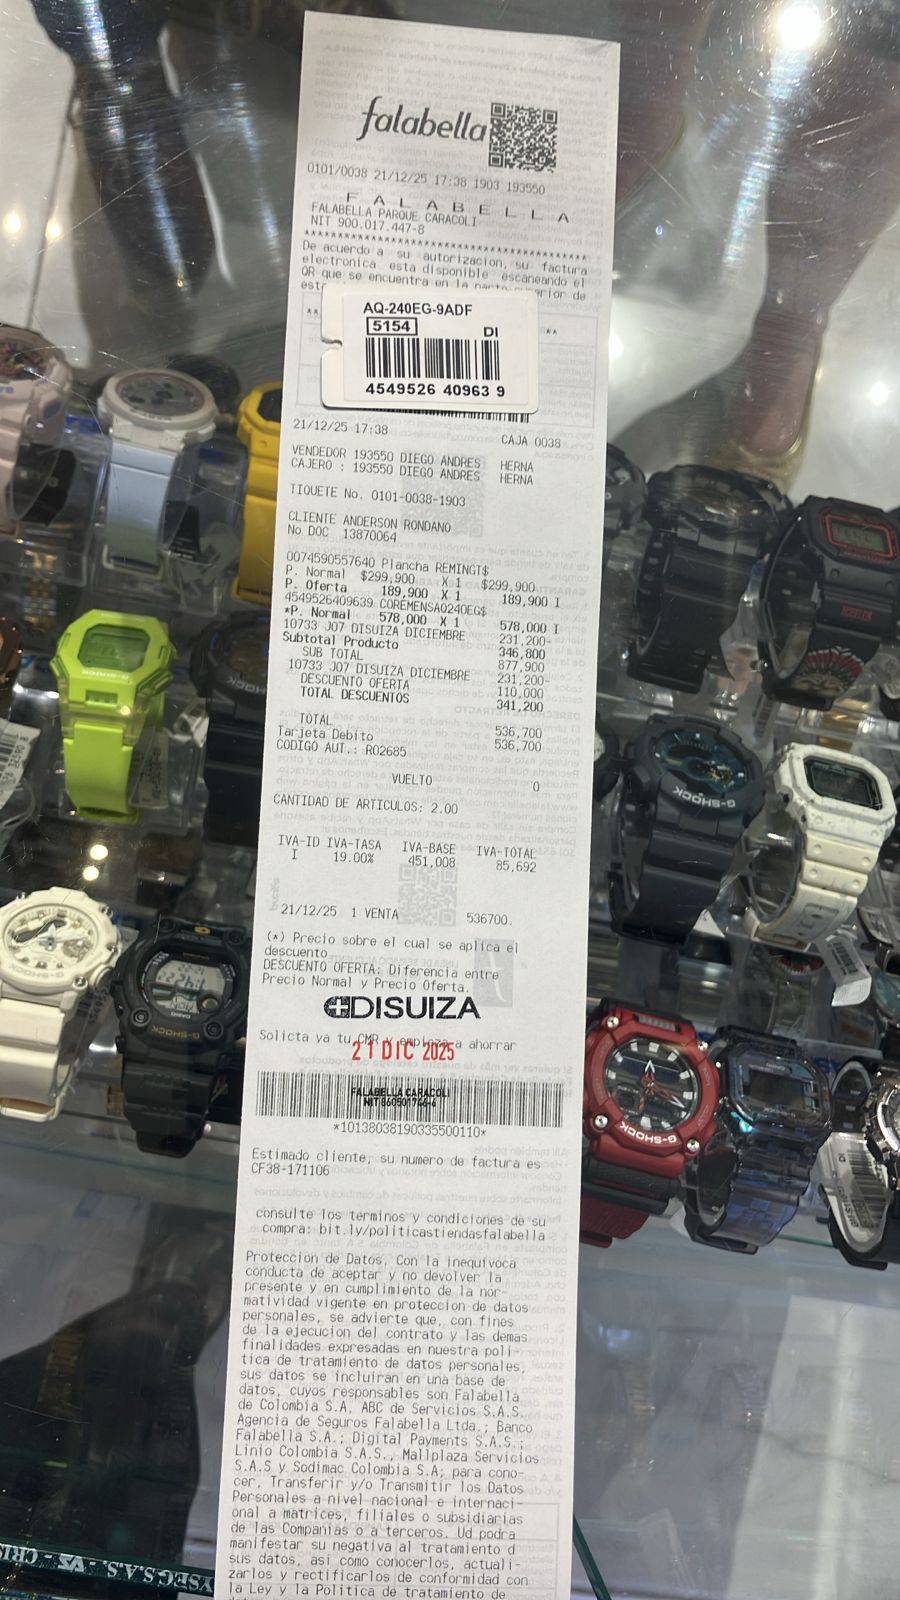 falabella
0101/0038 21/12/25 17:38 1903 193550
F A L A B E L L A
FALABELLA PARQUE CARACOLI
NIT 900.017.447-8
******************************************
De acuerdo a su autorizacion, su factura
electronica esta disponible escaneando el
QR que se encuentra en la parte superior de
** **
AQ-240EG-9ADF
5154 DI
4549526 40963 9
21/12/25 17:38 CAJA 0038
VENDEDOR 193550 DIEGO ANDRES HERNA
CAJERO : 193550 DIEGO ANDRES HERNA
TIQUETE No. 0101-0038-1903
CLIENTE ANDERSON RONDANO
No DOC 13870064
0074590557640 Plancha REMINGT$
P. Normal $299,900 X 1 $299,900
P. Oferta 189,900 X 1 189,900 I
4549526409639 COREMENSAQ240EG$
*P. Normal 578,000 X 1 578,000 I
10733 J07 DISUIZA DICIEMBRE 231,200-
Subtotal Producto 346,800
SUB TOTAL 877,900
10733 J07 DISUIZA DICIEMBRE 231,200-
DESCUENTO OFERTA 110,000
TOTAL DESCUENTOS 341,200
TOTAL 536,700
Tarjeta Debito 536,700
CODIGO AUT.: R02685
VUELTO 0
CANTIDAD DE ARTICULOS: 2.00
IVA-ID IVA-TASA IVA-BASE IVA-TOTAL
I 19.00% 451,008 85,692
21/12/25 1 VENTA 536700.
(*) Precio sobre el cual se aplica el
descuento
DESCUENTO OFERTA: Diferencia entre
Precio Normal y Precio Oferta.
DISUIZA
Solicta ya tu CMR y empieza a ahorrar
21 DIC 2025
FALABELLA CARACOLI
NIT 860501746-4
*10138038190335500110*
Estimado cliente, su numero de factura es
CF38-171106
consulte los terminos y condiciones de su
compra: bit.ly/politicastiendasfalabella
Proteccion de Datos. Con la inequivoca
conducta de aceptar y no devolver la
presente y en cumplimiento de la nor-
matividad vigente en proteccion de datos
personales, se advierte que, con fines
de la ejecucion del contrato y las demas
finalidades expresadas en nuestra poli-
tica de tratamiento de datos personales,
sus datos se incluiran en una base de
datos, cuyos responsables son Falabella
de Colombia S.A, ABC de Servicios S.A.S,
Agencia de Seguros Falabella Ltda.; Banco
Falabella S.A.; Digital Payments S.A.S.;
Linio Colombia S.A.S., Mallplaza Servicios
S.A.S y Sodimac Colombia S.A; para cono-
cer, Transferir y/o Transmitir los Datos
Personales a nivel nacional e internaci-
onal a matrices, filiales o subsidiarias
de las Companias o a terceros. Ud podra
manifestar su negativa al tratamiento d
sus datos, asi como conocerlos, actuali-
zarlos y rectificarlos de conformidad con
la Ley y la Politica de tratamiento de
G-SHOCK
G-SHOCK
G-SHOCK
G-SHOCK
CASIO
G-SHOCK